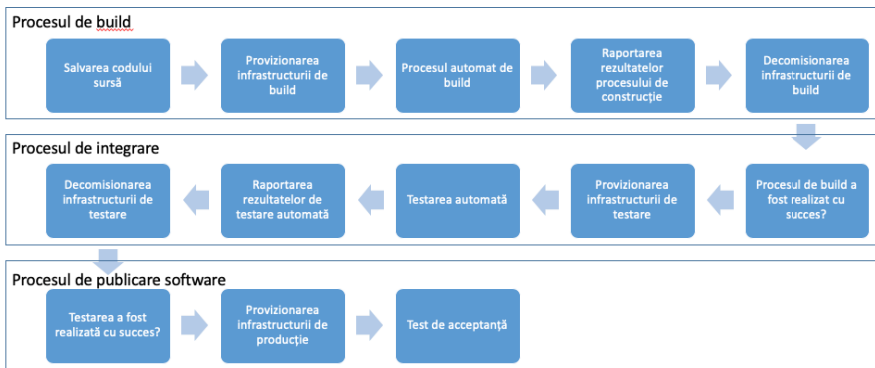 Procesul de build
Salvarea codului
sursă
Provizionarea
infrastructurii de
build
Procesul automat de
build
Raportarea
rezultatelor
procesului de
construcție
Decomisionarea
infrastructurii de
build
Procesul de integrare
Decomisionarea
infrastructurii de
testare
Raportarea
rezultatelor de
testare automată
Testarea automată
Provizionarea
infrastructurii de
testare
Procesul de build a
fost realizat cu
succes?
Procesul de publicare software
Testarea a fost
realizată cu succes?
Provizionarea
infrastructurii de
producție
Test de acceptanță